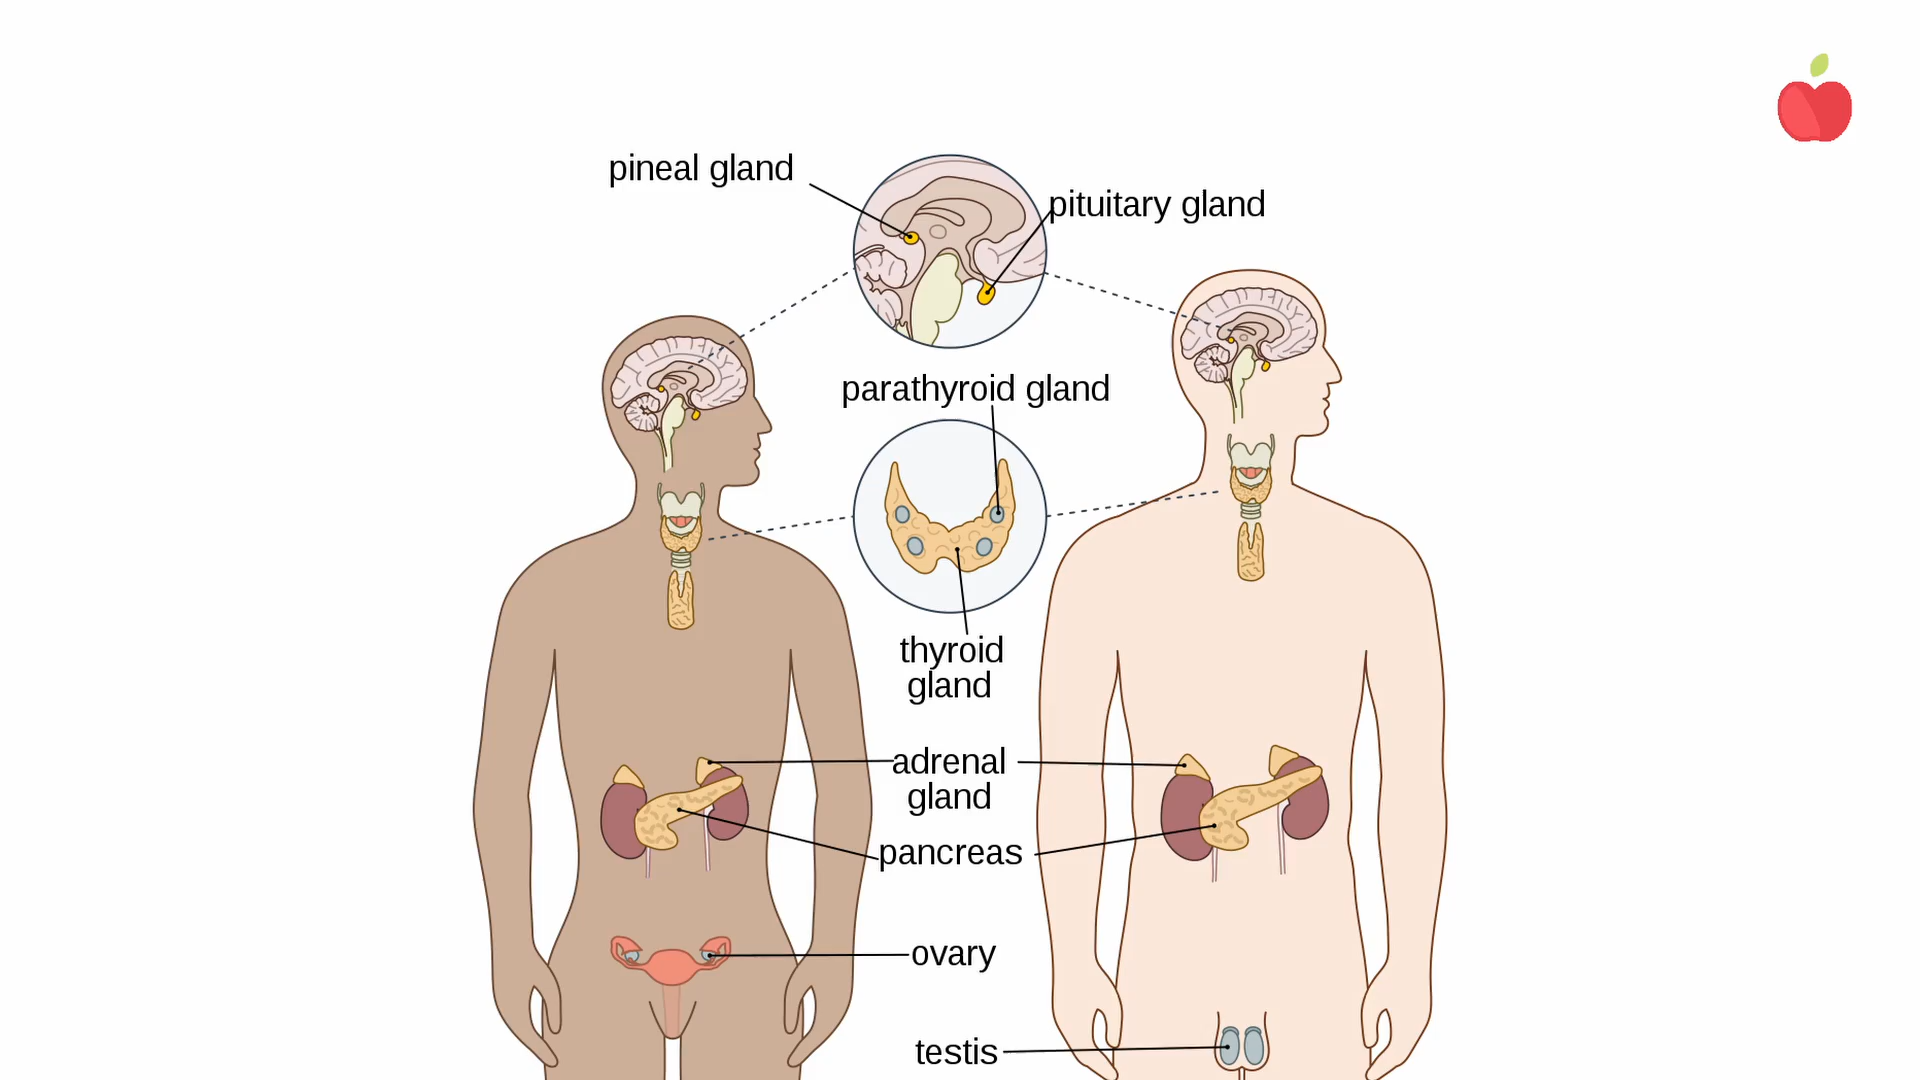 pineal gland
pituitary gland
parathyroid gland
thyroid
gland
adrenal
gland
pancreas
ovary
testis